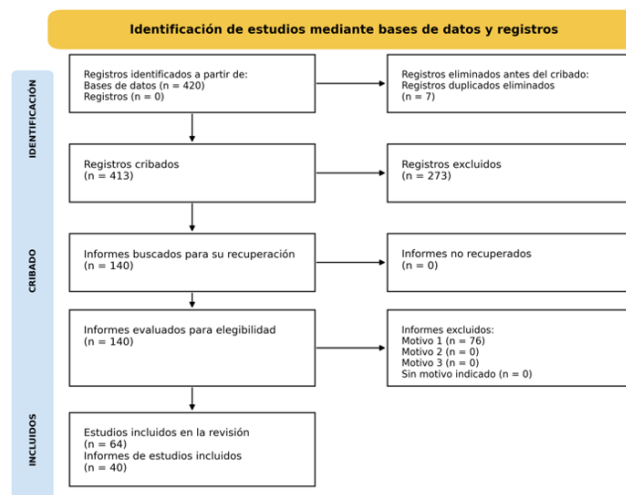 Identificación de estudios mediante bases de datos y registros
IDENTIFICACIÓN
Registros identificados a partir de:
Bases de datos (n = 420)
Registros (n = 0)
Registros eliminados antes del cribado:
Registros duplicados eliminados
(n = 7)
Registros cribados
(n = 413)
Registros excluidos
(n = 273)
CRIBADO
Informes buscados para su recuperación
(n = 140)
Informes no recuperados
(n = 0)
Informes evaluados para elegibilidad
(n = 140)
Informes excluidos:
Motivo 1 (n = 76)
Motivo 2 (n = 0)
Motivo 3 (n = 0)
Sin motivo indicado (n = 0)
INCLUIDOS
Estudios incluidos en la revisión
(n = 64)
Informes de estudios incluidos
(n = 40)